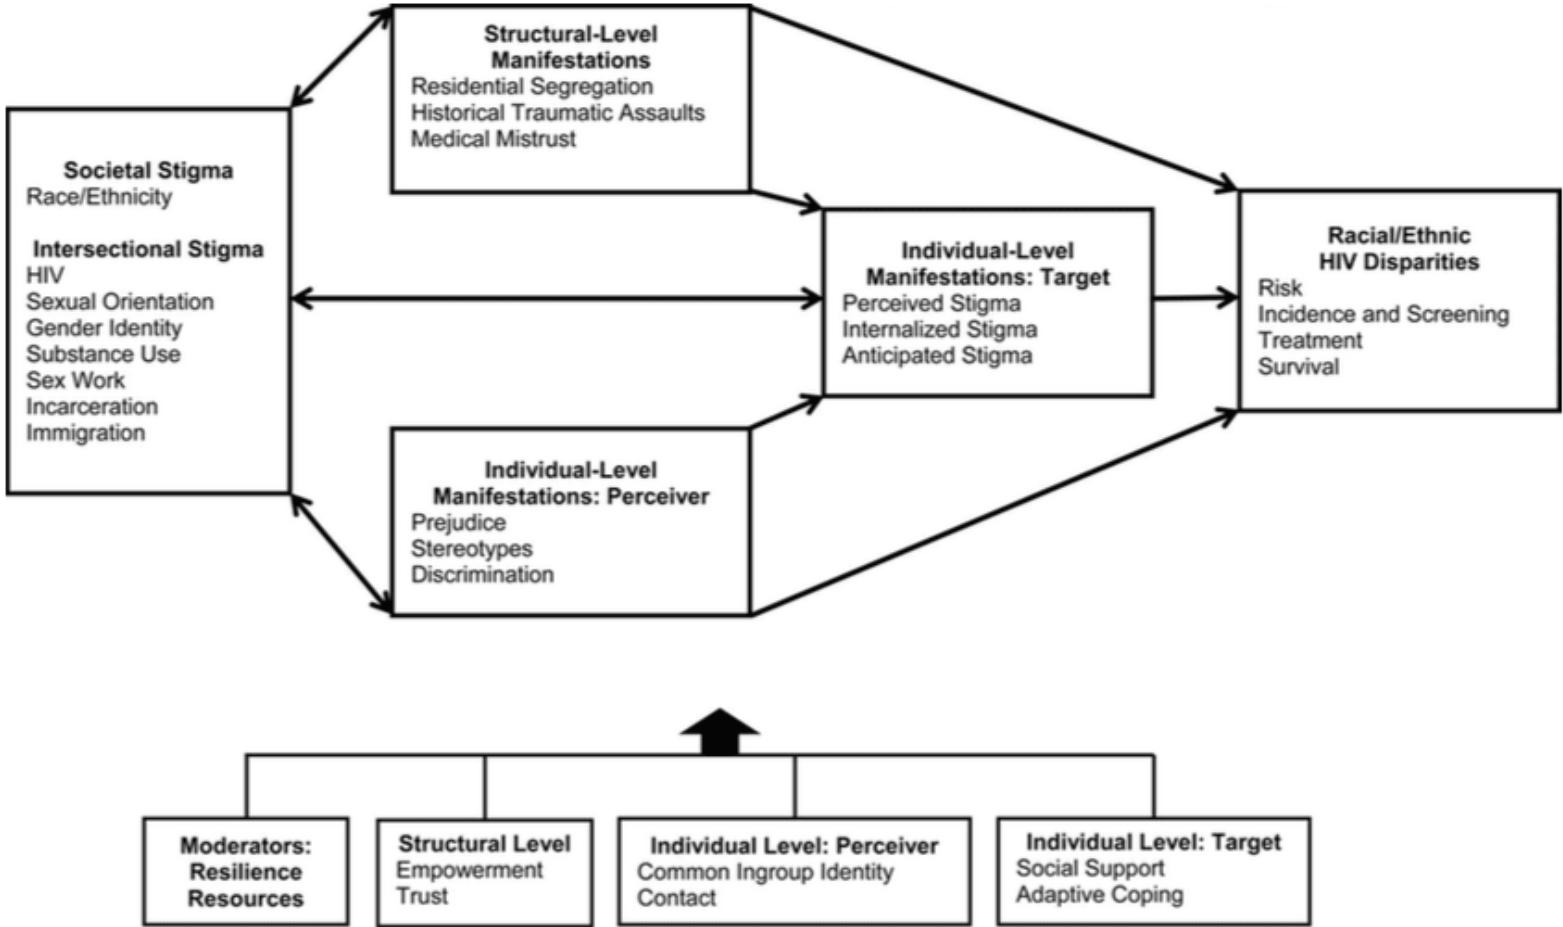 Structural-Level
Manifestations
Residential Segregation
Historical Traumatic Assaults
Medical Mistrust
Societal Stigma
Race/Ethnicity
Intersectional Stigma
HIV
Sexual Orientation
Gender Identity
Substance Use
Sex Work
Incarceration
Immigration
Individual-Level
Manifestations: Target
Perceived Stigma
Internalized Stigma
Anticipated Stigma
Racial/Ethnic
HIV Disparities
Risk
Incidence and Screening
Treatment
Survival
Individual-Level
Manifestations: Perceiver
Prejudice
Stereotypes
Discrimination
Moderators:
Resilience
Resources
Structural Level
Empowerment
Trust
Individual Level: Perceiver
Common Ingroup Identity
Contact
Individual Level: Target
Social Support
Adaptive Coping